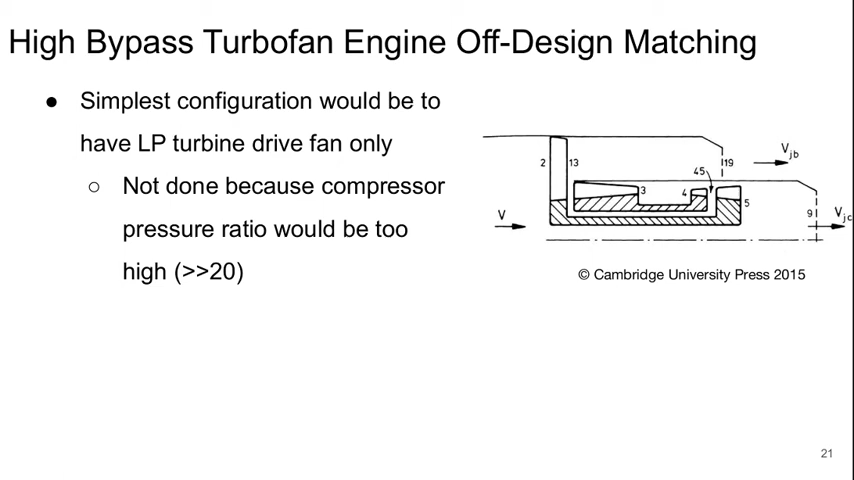 High Bypass Turbofan Engine Off-Design Matching
● Simplest configuration would be to
have LP turbine drive fan only
○ Not done because compressor
pressure ratio would be too
high (>>20)
V
2
13
3
4
45
19
5
9
Vjb
Vjc
© Cambridge University Press 2015
21